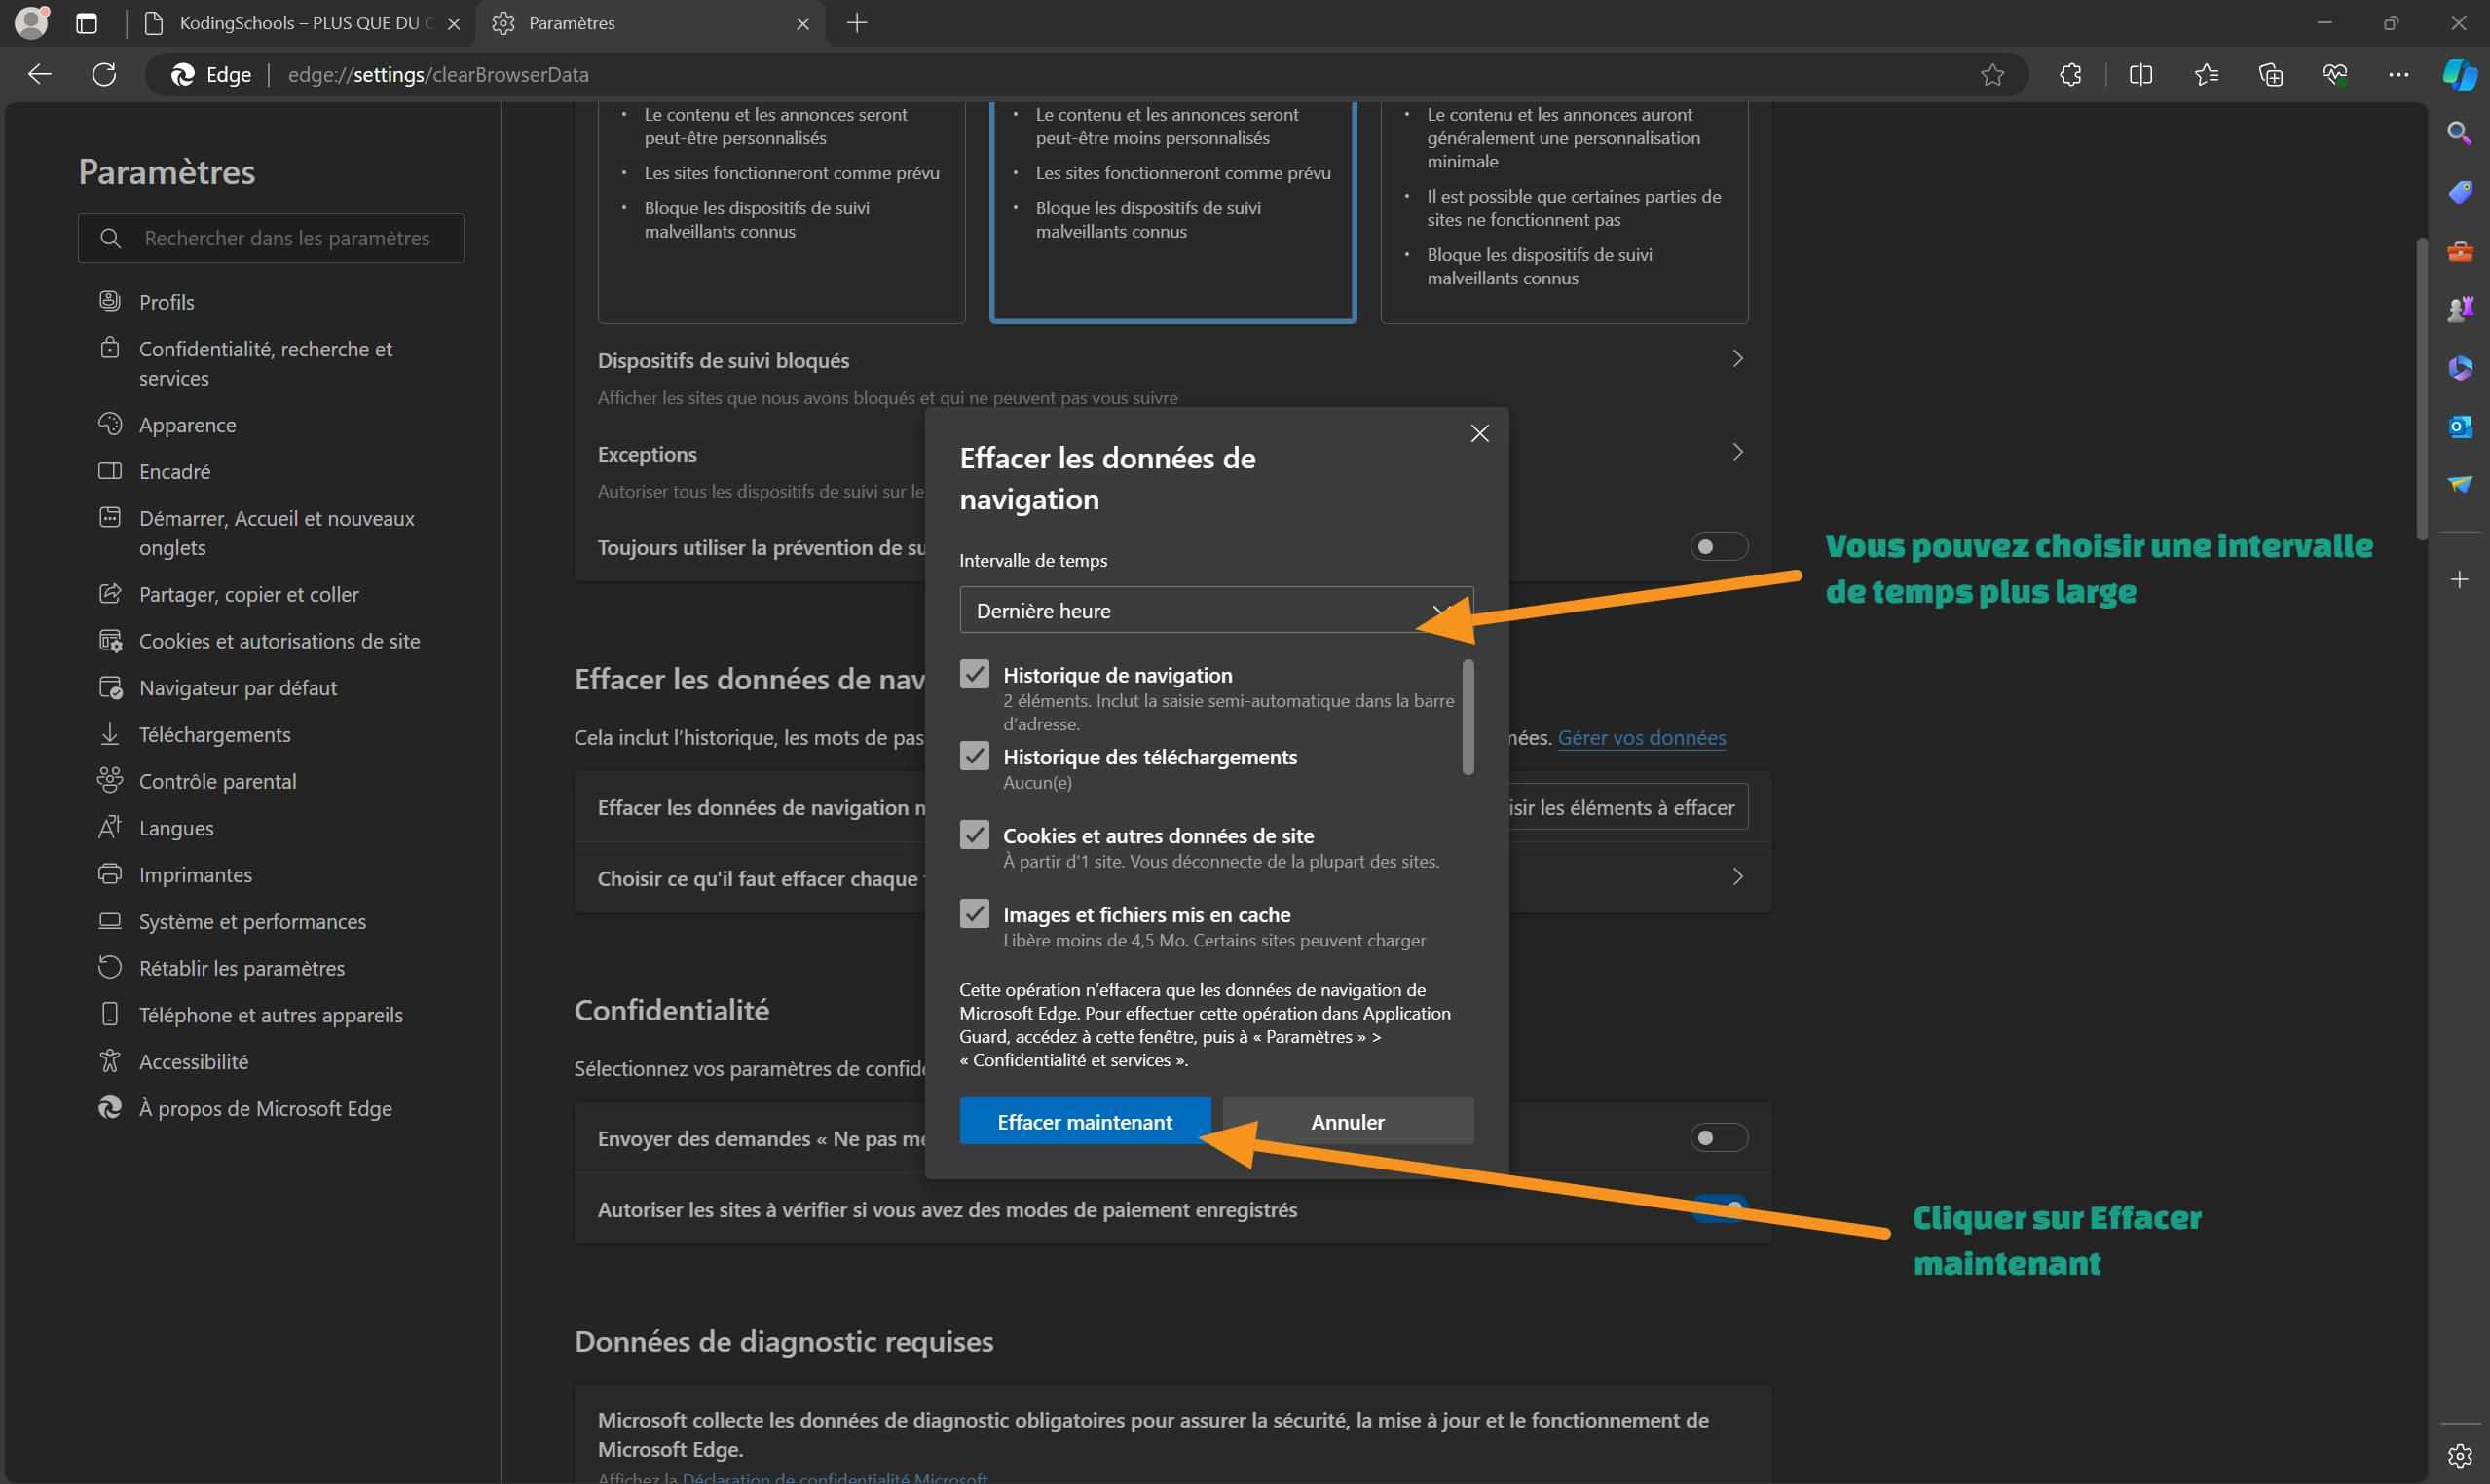 KodingSchools – PLUS QUE DU
Paramètres
Edge
edge://settings/clearBrowserData
Paramètres
Rechercher dans les paramètres
Profils
Confidentialité, recherche et
services
Apparence
Encadré
Démarrer, Accueil et nouveaux
onglets
Partager, copier et coller
Cookies et autorisations de site
Navigateur par défaut
Téléchargements
Contrôle parental
Langues
Imprimantes
Système et performances
Rétablir les paramètres
Téléphone et autres appareils
Accessibilité
À propos de Microsoft Edge
• Le contenu et les annonces seront
peut-être personnalisés
• Les sites fonctionneront comme prévu
• Bloque les dispositifs de suivi
malveillants connus
• Le contenu et les annonces seront
peut-être moins personnalisés
• Les sites fonctionneront comme prévu
• Bloque les dispositifs de suivi
malveillants connus
• Le contenu et les annonces auront
généralement une personnalisation
minimale
• Il est possible que certaines parties de
sites ne fonctionnent pas
• Bloque les dispositifs de suivi
malveillants connus
Dispositifs de suivi bloqués
Afficher les sites que nous avons bloqués et qui ne peuvent pas vous suivre
Exceptions
Autoriser tous les dispositifs de suivi sur le
Toujours utiliser la prévention de su
Effacer les données de nav
Cela inclut l'historique, les mots de pas
nées. Gérer vos données
Effacer les données de navigation
isir les éléments à effacer
Choisir ce qu'il faut effacer chaque
Confidentialité
Sélectionnez vos paramètres de confid
Envoyer des demandes « Ne pas me
Autoriser les sites à vérifier si vous avez des modes de paiement enregistrés
Données de diagnostic requises
Microsoft collecte les données de diagnostic obligatoires pour assurer la sécurité, la mise à jour et le fonctionnement de
Microsoft Edge.
Affichez la Déclaration de confidentialité Microsoft
Effacer les données de
navigation
Intervalle de temps
Dernière heure
Historique de navigation
2 éléments. Inclut la saisie semi-automatique dans la barre
d'adresse.
Historique des téléchargements
Aucun(e)
Cookies et autres données de site
À partir d'1 site. Vous déconnecte de la plupart des sites.
Images et fichiers mis en cache
Libère moins de 4,5 Mo. Certains sites peuvent charger
Cette opération n'effacera que les données de navigation de
Microsoft Edge. Pour effectuer cette opération dans Application
Guard, accédez à cette fenêtre, puis à « Paramètres » >
« Confidentialité et services ».
Effacer maintenant
Annuler
Vous pouvez choisir une intervalle
de temps plus large
Cliquer sur Effacer
maintenant